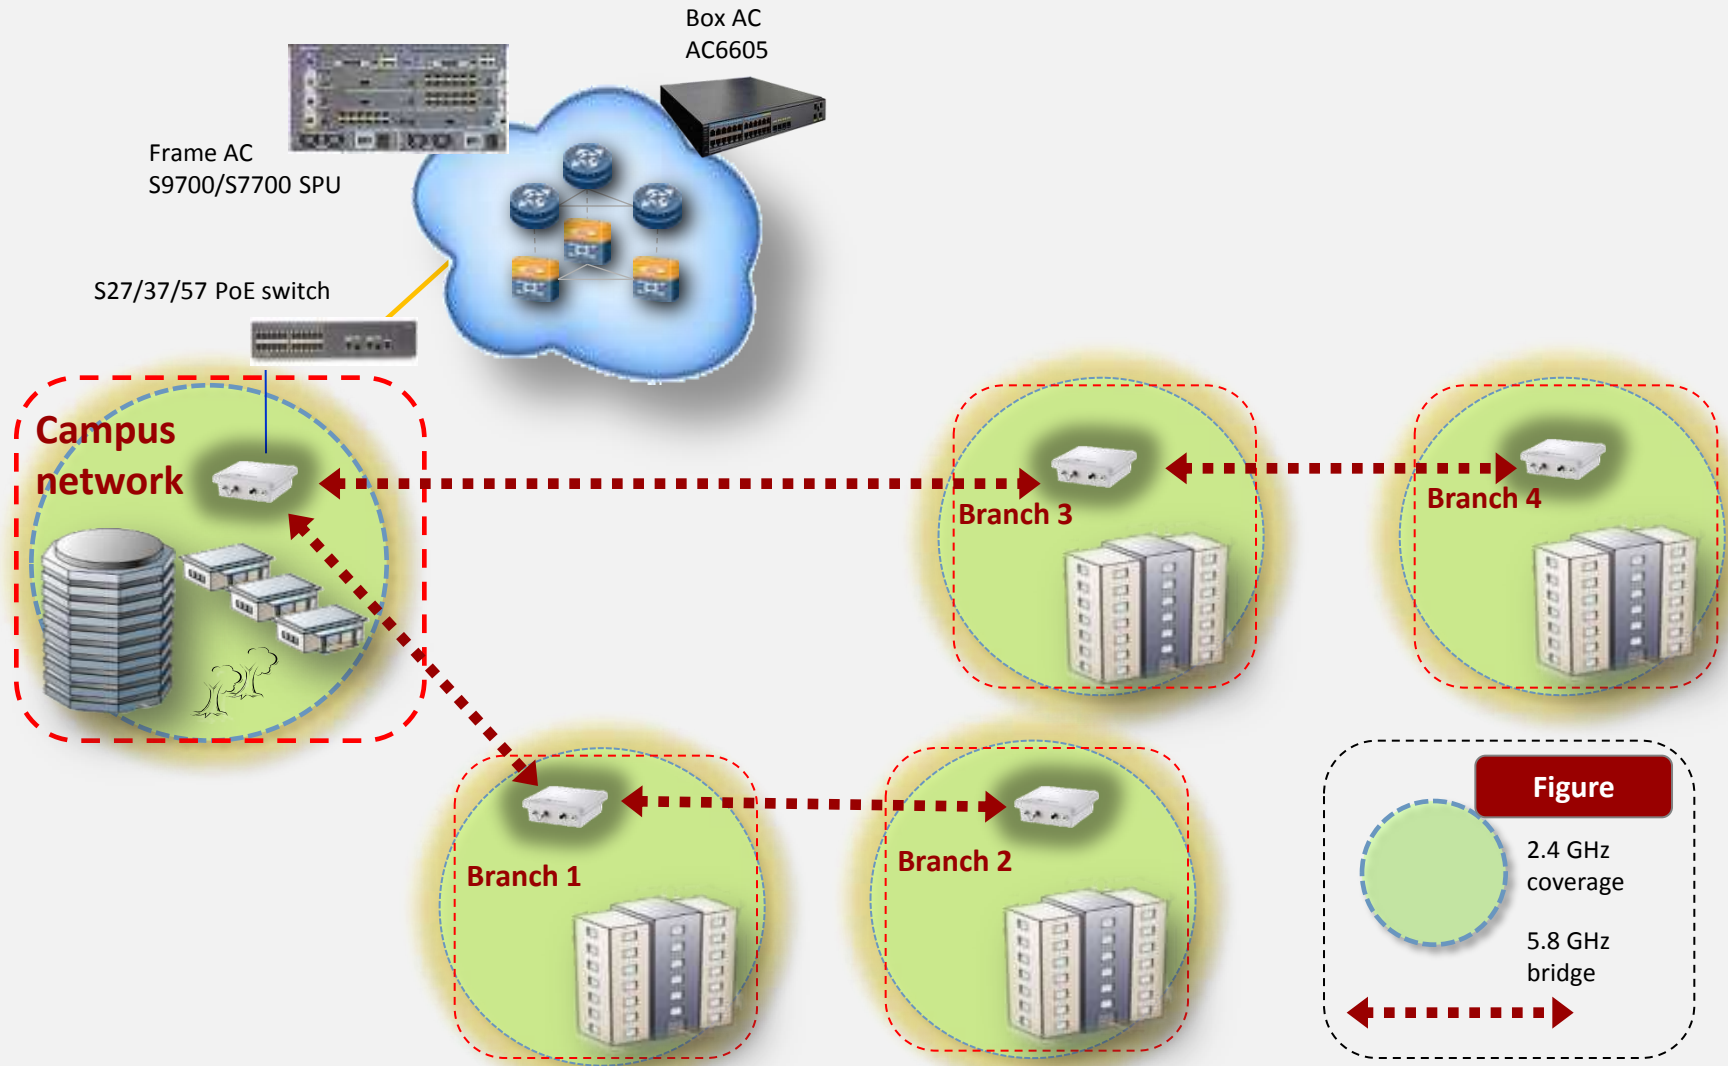 Box AC
AC6605
Frame AC
S9700/S7700 SPU
S27/37/57 PoE switch
Campus
network
Branch 3
Branch 4
Branch 1
Branch 2
Figure
2.4 GHz
coverage
5.8 GHz
bridge